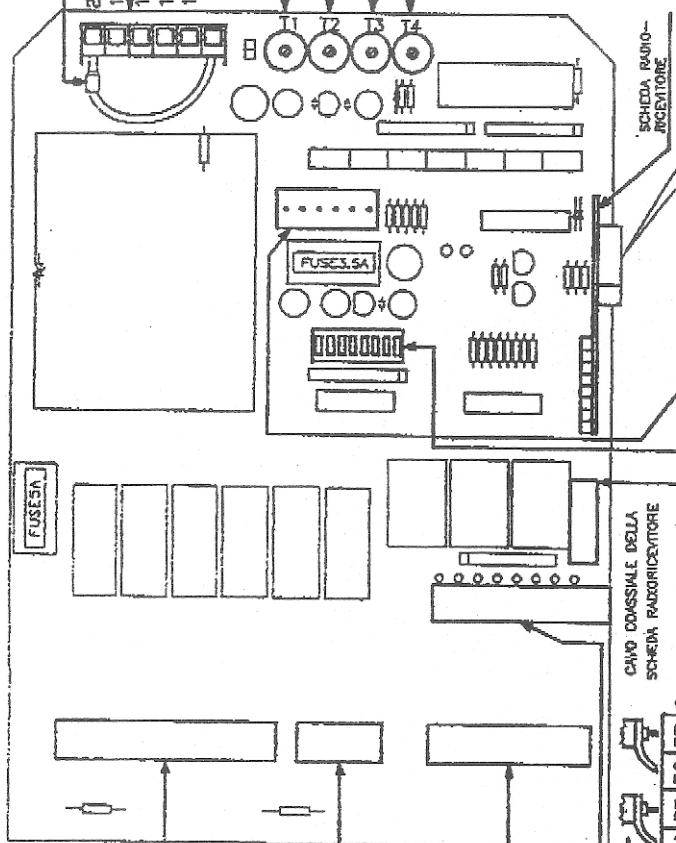 T1 T2 T3 T4
SCHEDA RADIO-
RICEVITORE
FUSE3.5A
FUSE5A
CAVO COASSIALE DELLA
SCHEDA RADIORICEVITORE